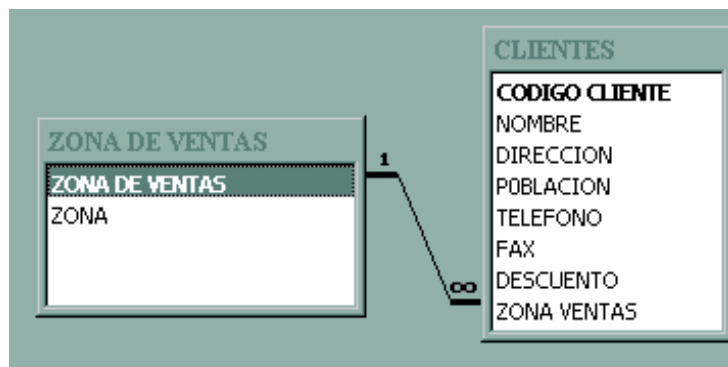 ZONA DE VENTAS
ZONA DE VENTAS
ZONA
1
∞
CLIENTES
CODIGO CLIENTE
NOMBRE
DIRECCION
POBLACION
TELEFONO
FAX
DESCUENTO
ZONA VENTAS